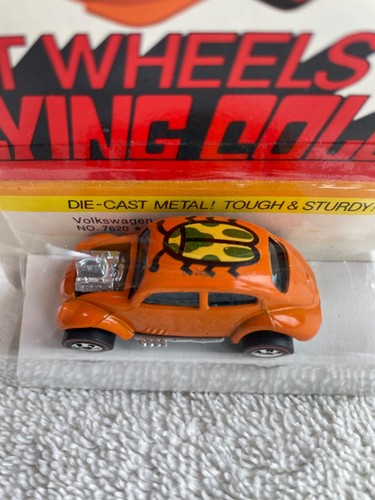 T WHEELS
YING COL
DIE-CAST METAL! TOUGH & STURDY!
Volkswagen
NO. 7620